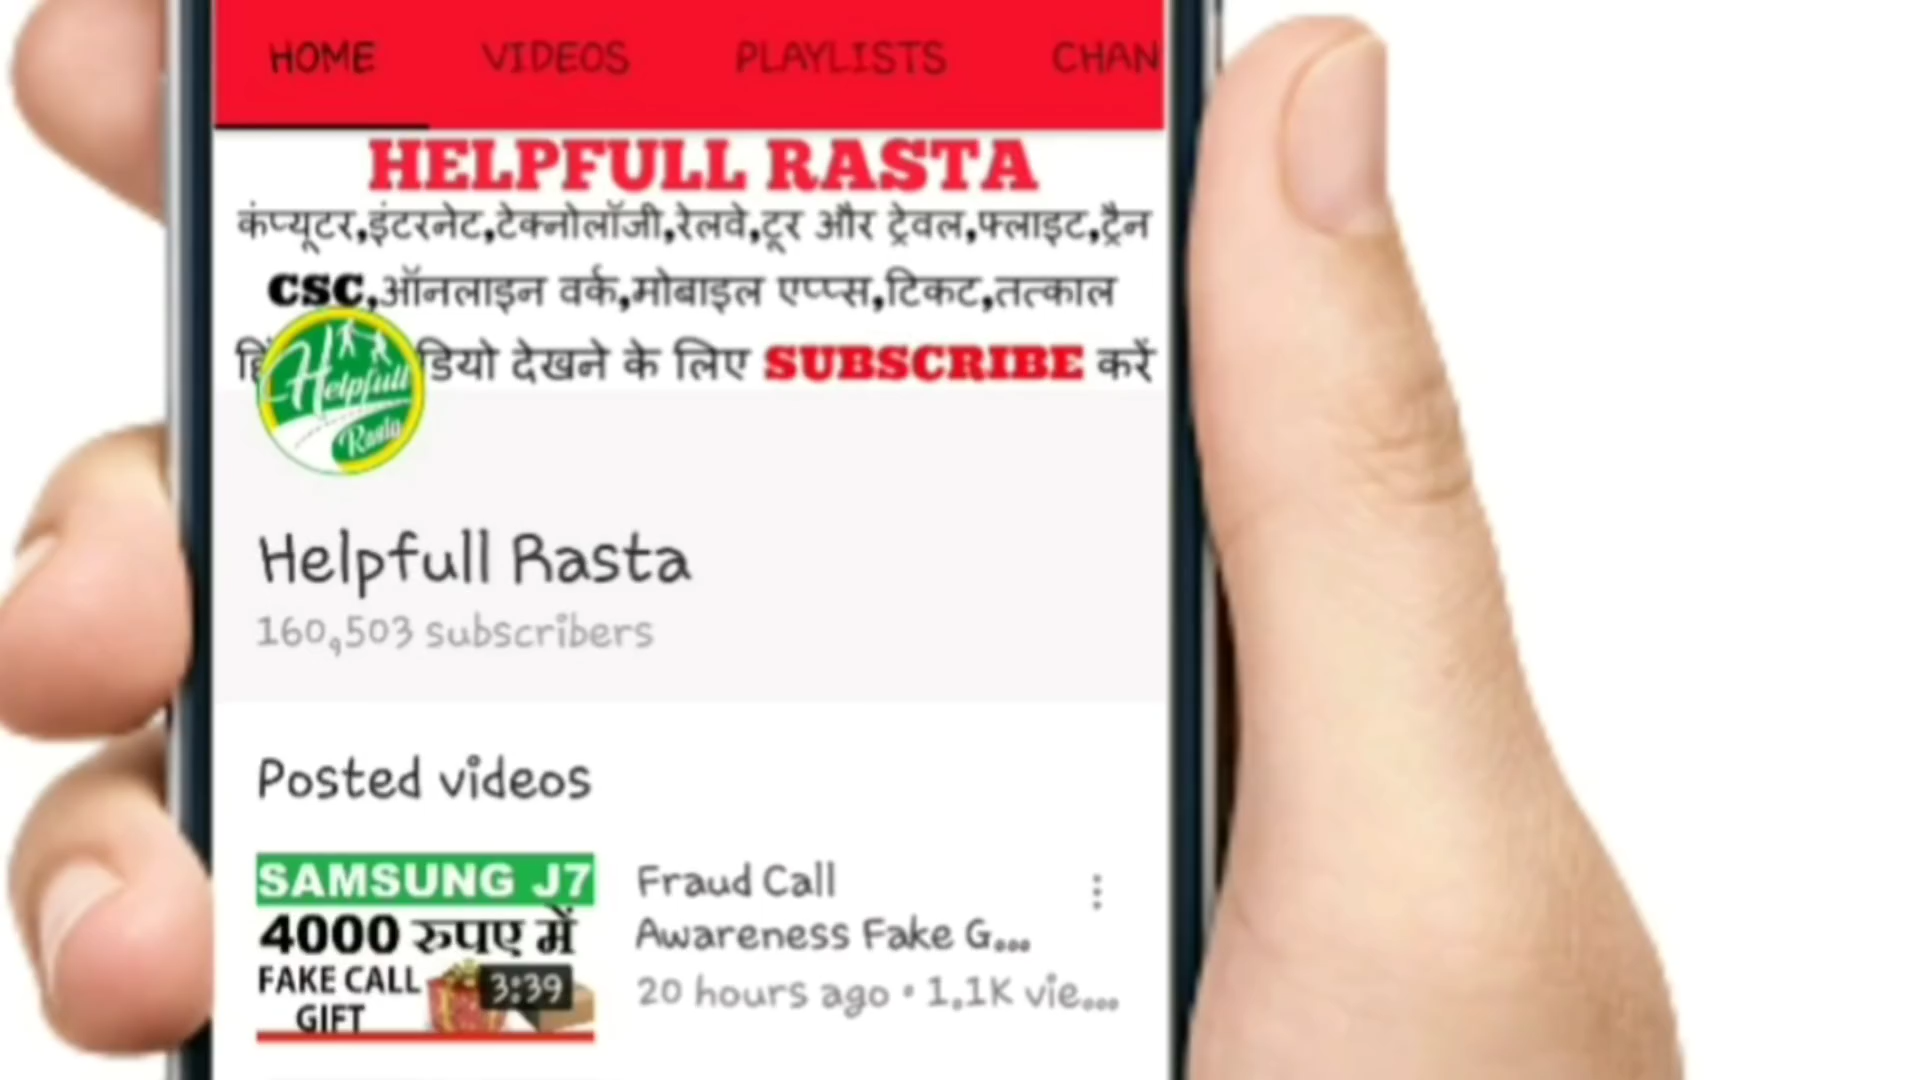 HOME VIDEOS PLAYLISTS CHAN
HELPFULL RASTA
कंप्यूटर,इंटरनेट,टेक्नोलॉजी,रेलवे,टूर और ट्रेवल,फ्लाइट,ट्रैन
CSC,ऑनलाइन वर्क,मोबाइल एप्प्स,टिकट,तत्काल
डियो देखने के लिए SUBSCRIBE करें
Helpfull
Rasta
Helpfull Rasta
160,503 subscribers
Posted videos
SAMSUNG J7
4000 रुपए में
FAKE CALL
GIFT
3:39
Fraud Call
Awareness Fake G...
20 hours ago • 1.1K vie...